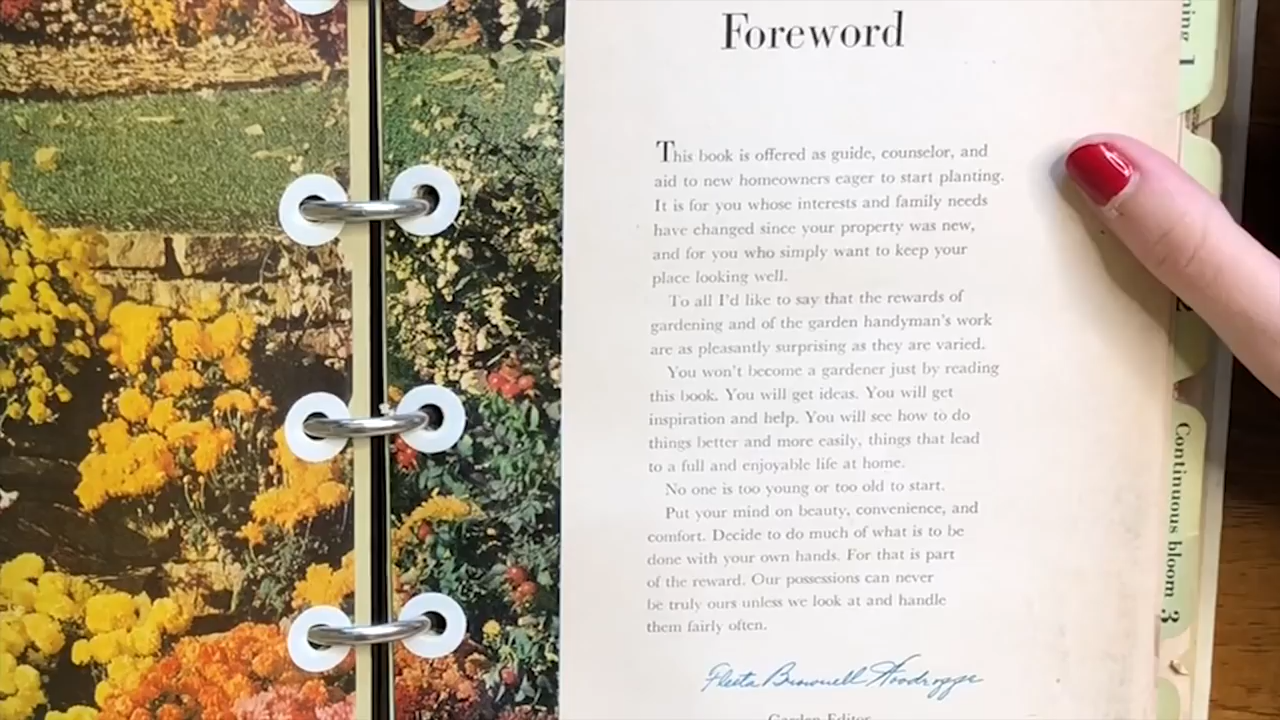 Foreword
This book is offered as guide, counselor, and
aid to new homeowners eager to start planting.
It is for you whose interests and family needs
have changed since your property was new,
and for you who simply want to keep your
place looking well.
To all I'd like to say that the rewards of
gardening and of the garden handyman's work
are as pleasantly surprising as they are varied.
You won't become a gardener just by reading
this book. You will get ideas. You will get
inspiration and help. You will see how to do
things better and more easily, things that lead
to a full and enjoyable life at home.
No one is too young or too old to start.
Put your mind on beauty, convenience, and
comfort. Decide to do much of what is to be
done with your own hands. For that is part
of the reward. Our possessions can never
be truly ours unless we look at and handle
them fairly often.
Fleeta Brownell Woodroffe
Garden Editor
1
2
Continuous bloom 3